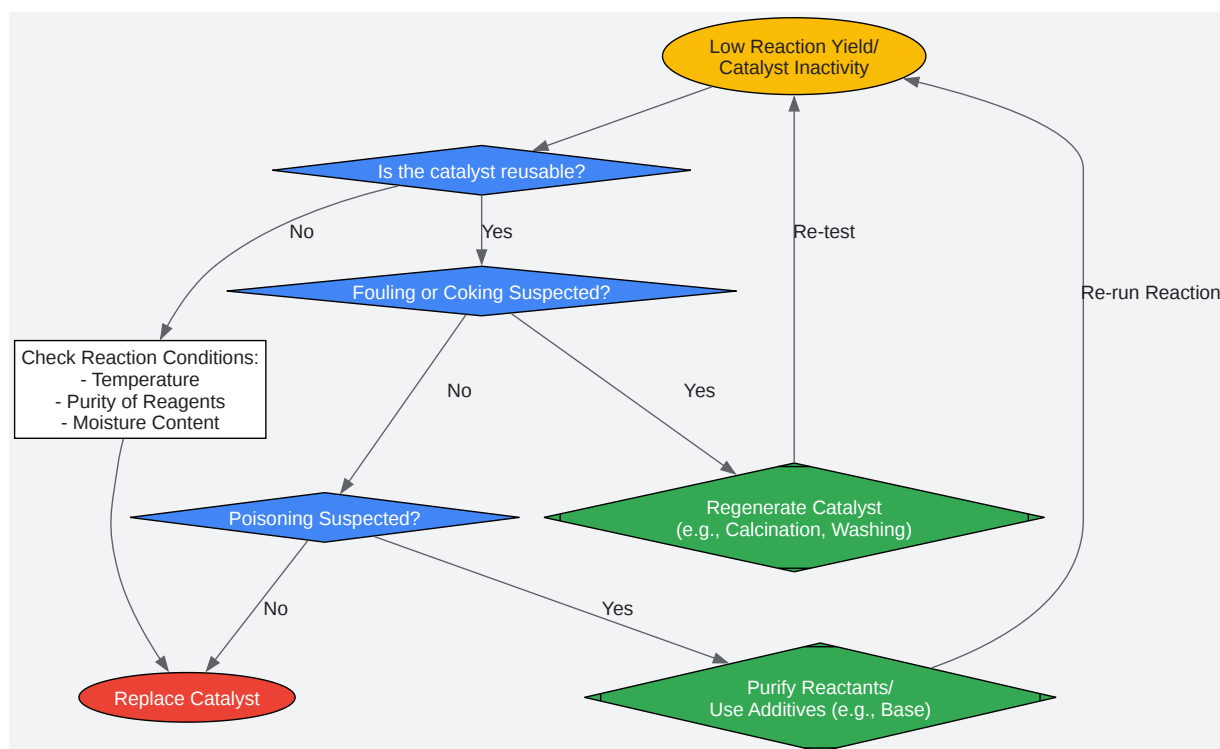 Low Reaction Yield/
Catalyst Inactivity
Is the catalyst reusable?
No
Yes
Re-test
Fouling or Coking Suspected?
Re-run Reaction
Check Reaction Conditions:
- Temperature
- Purity of Reagents
- Moisture Content
No
Yes
Poisoning Suspected?
Regenerate Catalyst
(e.g., Calcination, Washing)
No
Yes
Replace Catalyst
Purify Reactants/
Use Additives (e.g., Base)